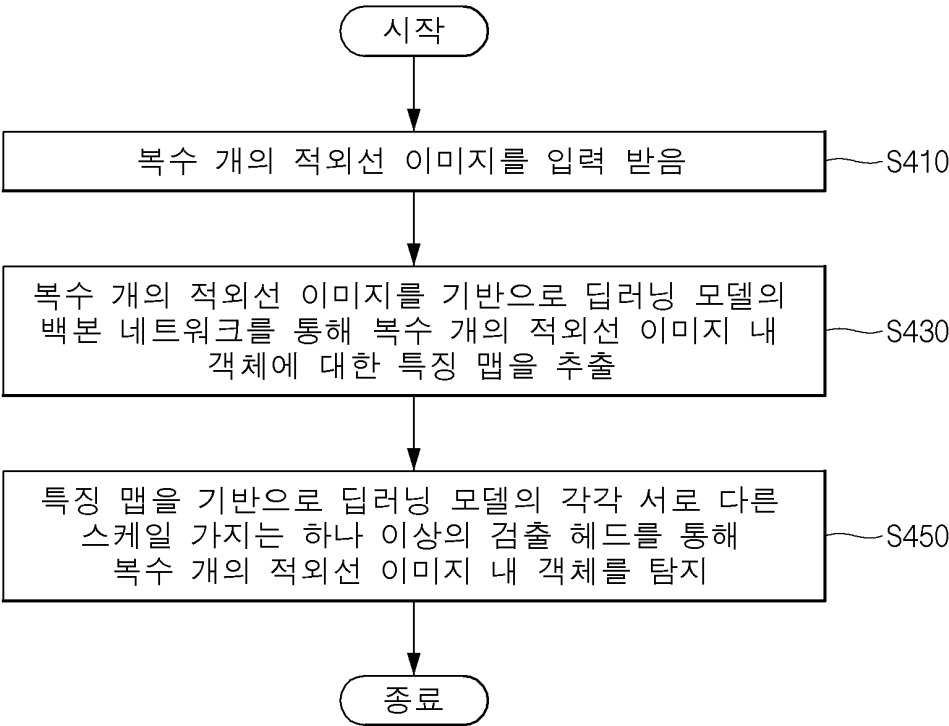 시작
복수 개의 적외선 이미지를 입력 받음
S410
복수 개의 적외선 이미지를 기반으로 딥러닝 모델의
백본 네트워크를 통해 복수 개의 적외선 이미지 내
객체에 대한 특징 맵을 추출
S430
특징 맵을 기반으로 딥러닝 모델의 각각 서로 다른
스케일 가지는 하나 이상의 검출 헤드를 통해
복수 개의 적외선 이미지 내 객체를 탐지
S450
종료